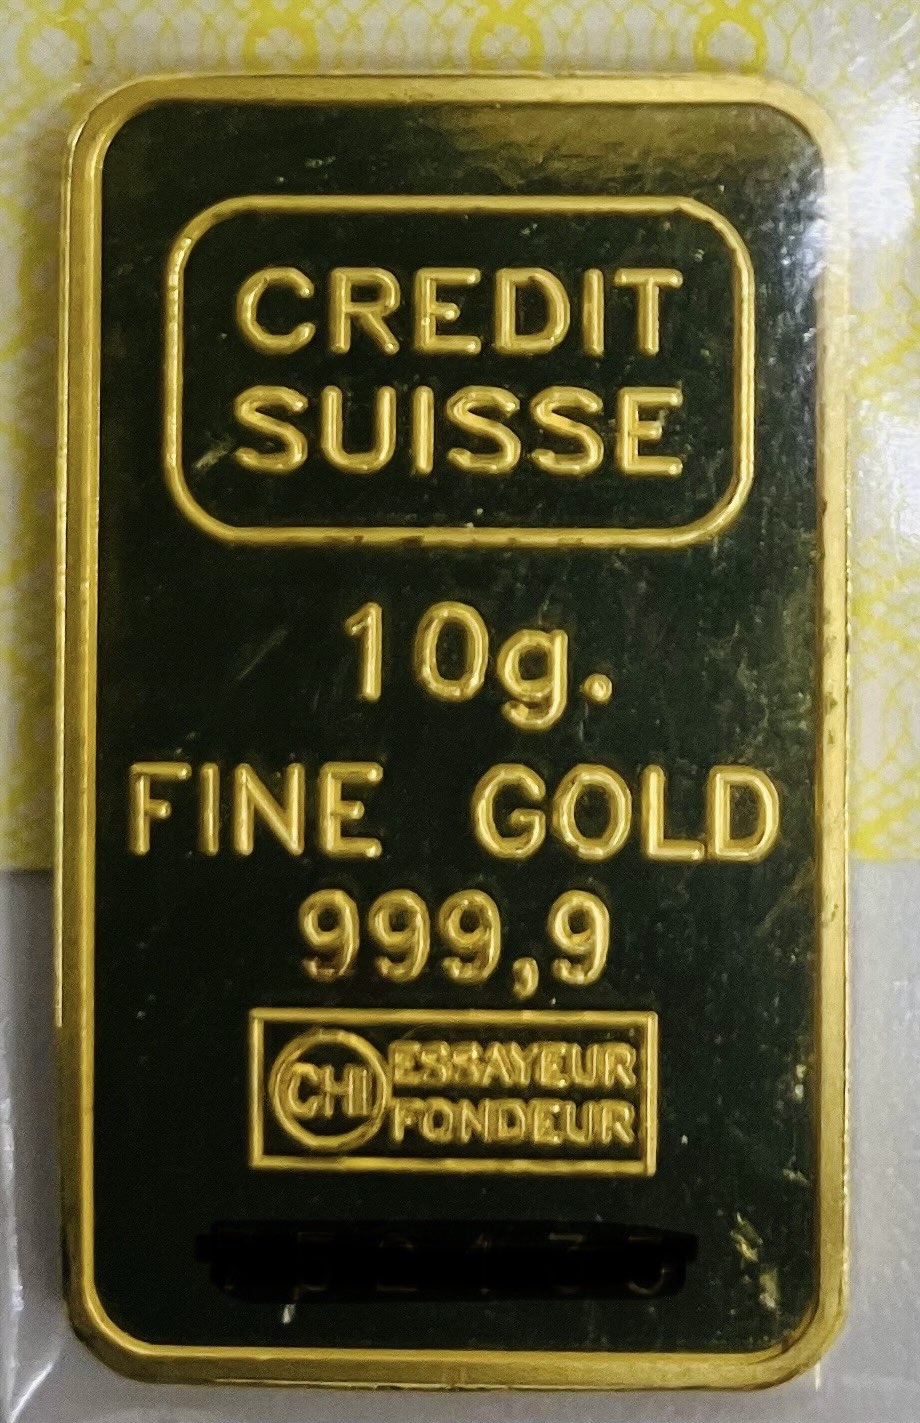 CREDIT
SUISSE
10g.
FINE GOLD
999,9
CHI ESSAYEUR
FONDEUR